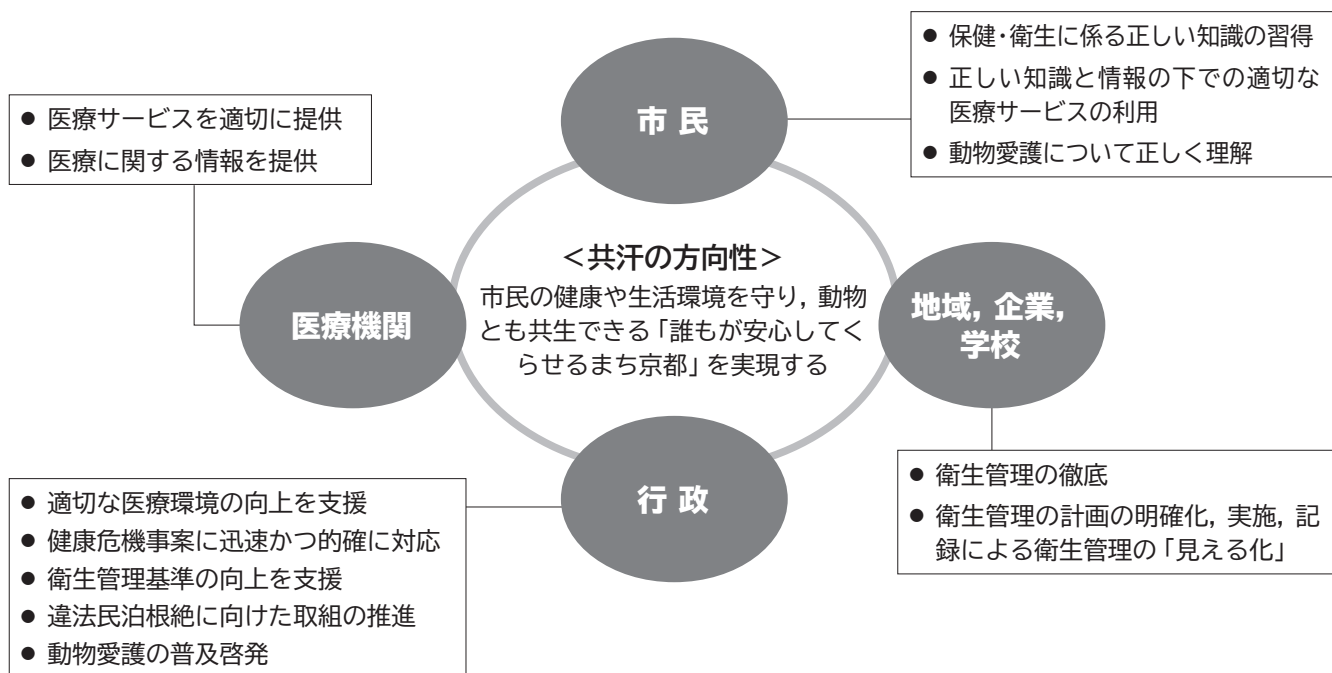 市民
● 保健・衛生に係る正しい知識の習得
● 正しい知識と情報の下での適切な
医療サービスの利用
● 動物愛護について正しく理解
● 医療サービスを適切に提供
● 医療に関する情報を提供
医療機関
＜共汗の方向性＞
市民の健康や生活環境を守り，動物
とも共生できる「誰もが安心してく
らせるまち京都」を実現する
地域，企業，
学校
● 衛生管理の徹底
● 衛生管理の計画の明確化，実施，記
録による衛生管理の「見える化」
行政
● 適切な医療環境の向上を支援
● 健康危機事案に迅速かつ的確に対応
● 衛生管理基準の向上を支援
● 違法民泊根絶に向けた取組の推進
● 動物愛護の普及啓発